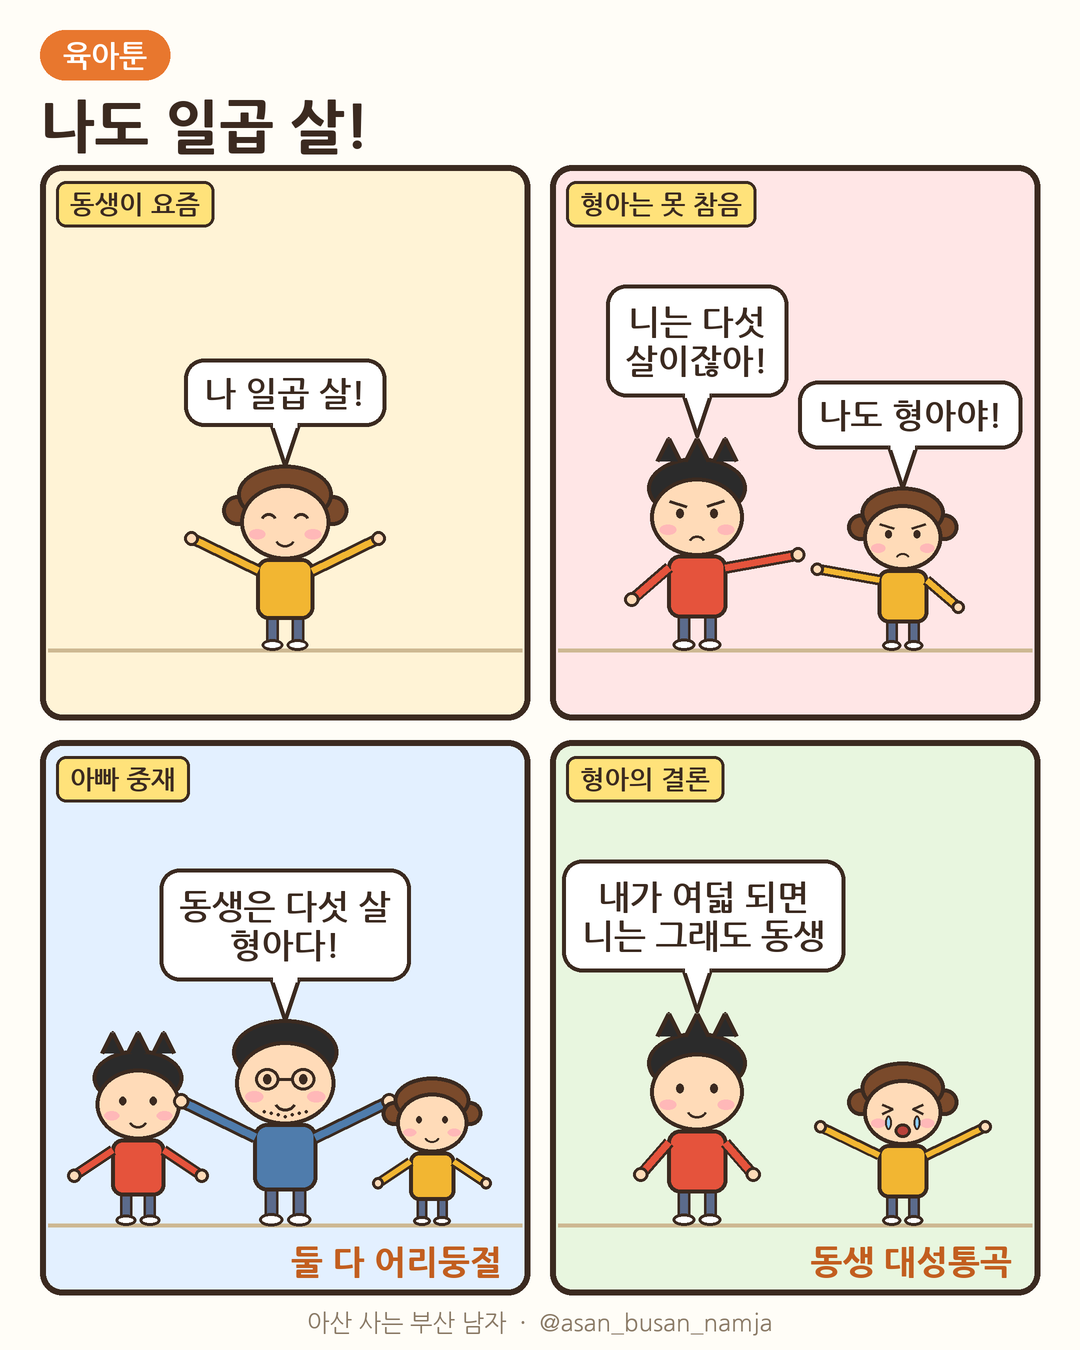 육아툰
나도 일곱 살!
동생이 요즘
나 일곱 살!
형아는 못 참음
니는 다섯
살이잖아!
나도 형아야!
아빠 중재
동생은 다섯 살
형아다!
둘 다 어리둥절
형아의 결론
내가 여덟 되면
니는 그래도 동생
동생 대성통곡
아산 사는 부산 남자 · @asan_busan_namja